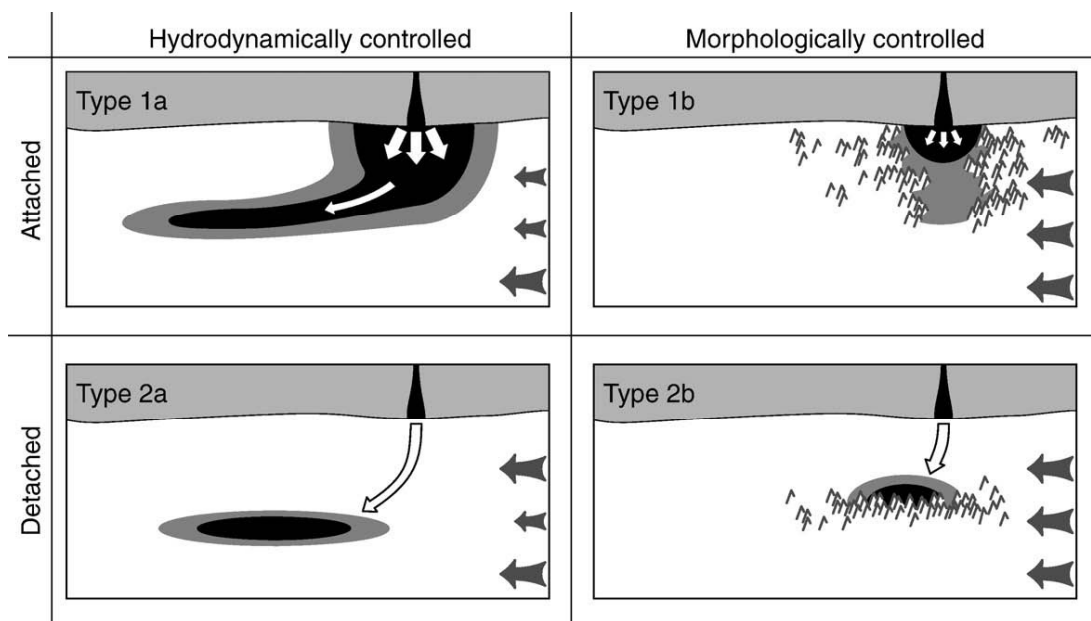 Hydrodynamically controlled
Morphologically controlled
Attached
Type 1a
Type 1b
Detached
Type 2a
Type 2b